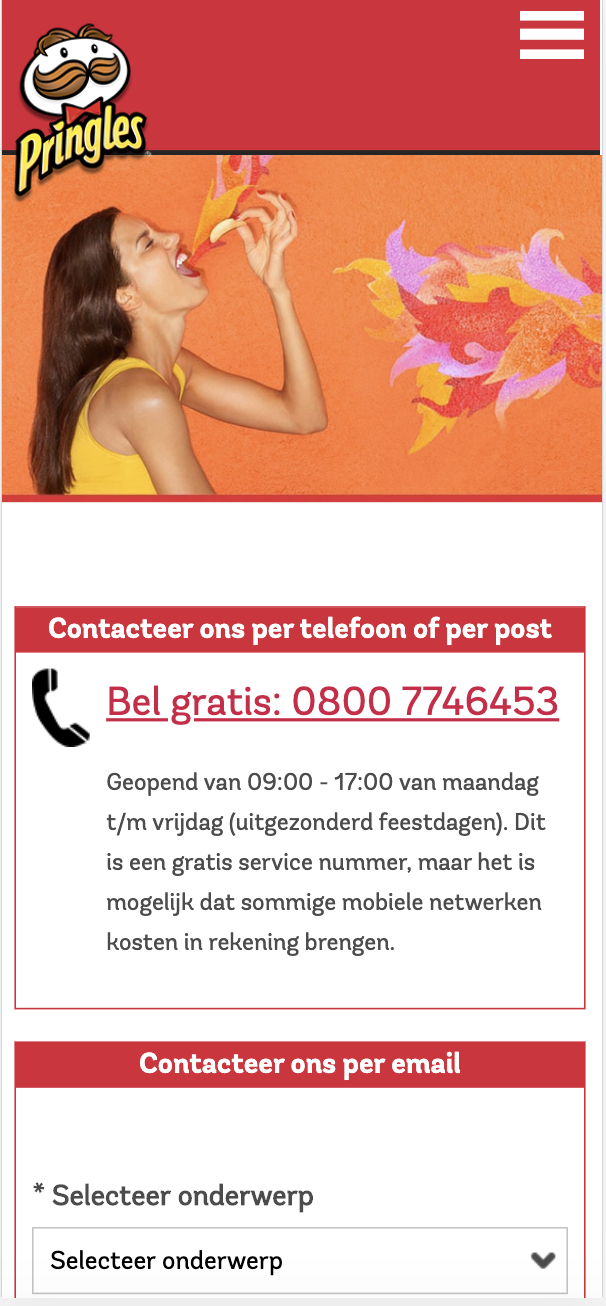 Pringles
Contacteer ons per telefoon of per post
Bel gratis: 0800 7746453
Geopend van 09:00 - 17:00 van maandag
t/m vrijdag (uitgezonderd feestdagen). Dit
is een gratis service nummer, maar het is
mogelijk dat sommige mobiele netwerken
kosten in rekening brengen.
Contacteer ons per email
* Selecteer onderwerp
Selecteer onderwerp